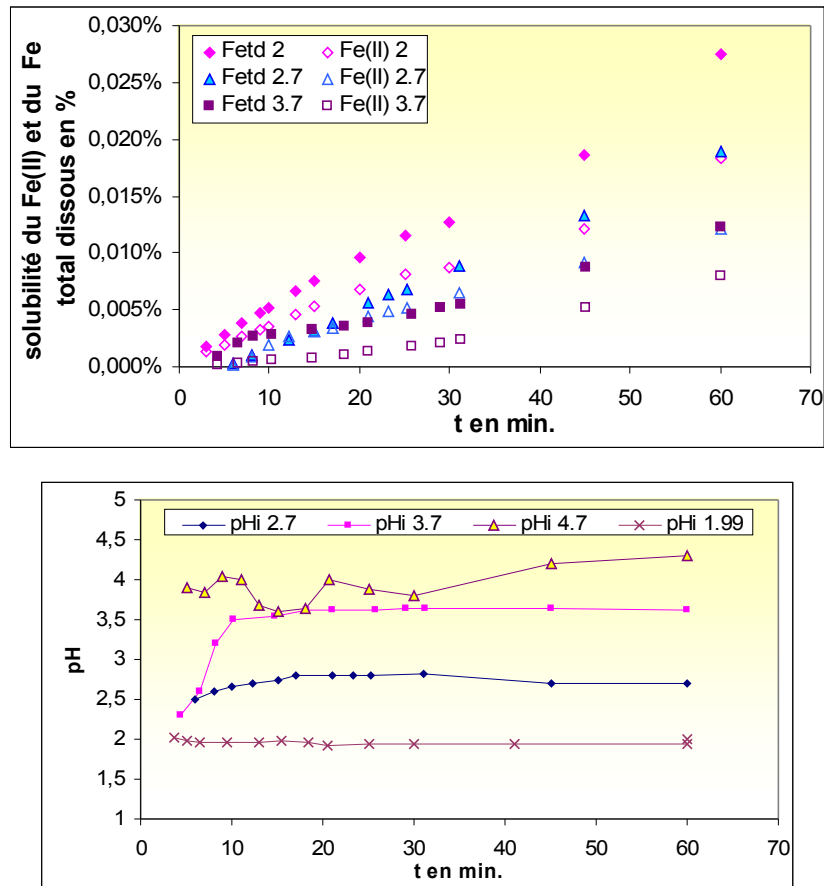 solubilité du Fe(II) et du Fe
total dissous en %
0,030%
0,025%
0,020%
0,015%
0,010%
0,005%
0,000%
Fetd 2 Fe(II) 2
Fetd 2.7 Fe(II) 2.7
Fetd 3.7 Fe(II) 3.7
0 10 20 30 40 50 60 70
t en min.
pH
5
4,5
4
3,5
3
2,5
2
1,5
1
pHi 2.7 pHi 3.7 pHi 4.7 pHi 1.99
0 10 20 30 40 50 60 70
t en min.